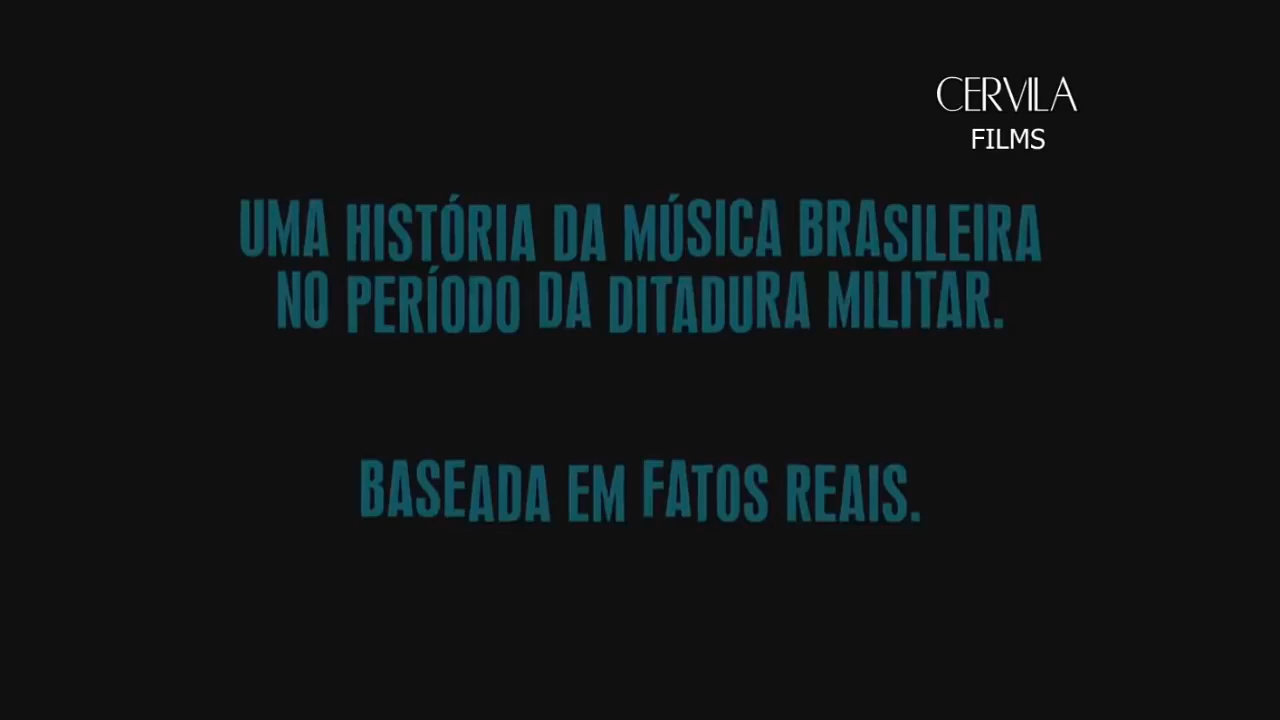 CERVILA
FILMS
UMA HISTÓRIA DA MÚSICA BRASILEIRA
NO PERÍODO DA DITADURA MILITAR.
BASEADA EM FATOS REAIS.